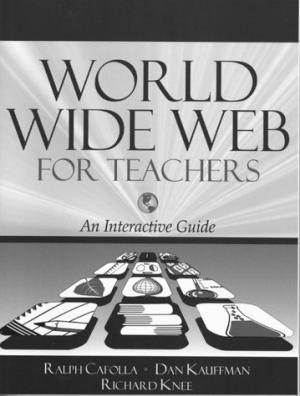 WORLD
WIDE WEB
FOR TEACHERS
An Interactive Guide
RALPH CAFOLLA • DAN KAUFFMAN
RICHARD KNEE